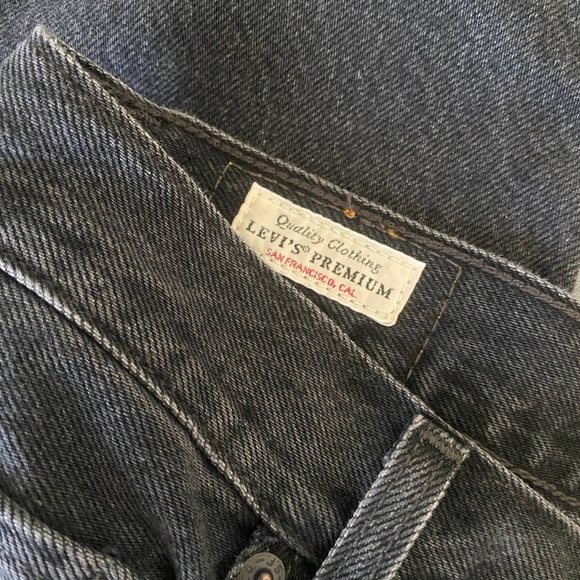 Quality Clothing
LEVI'S® PREMIUM
SAN FRANCISCO, CAL.